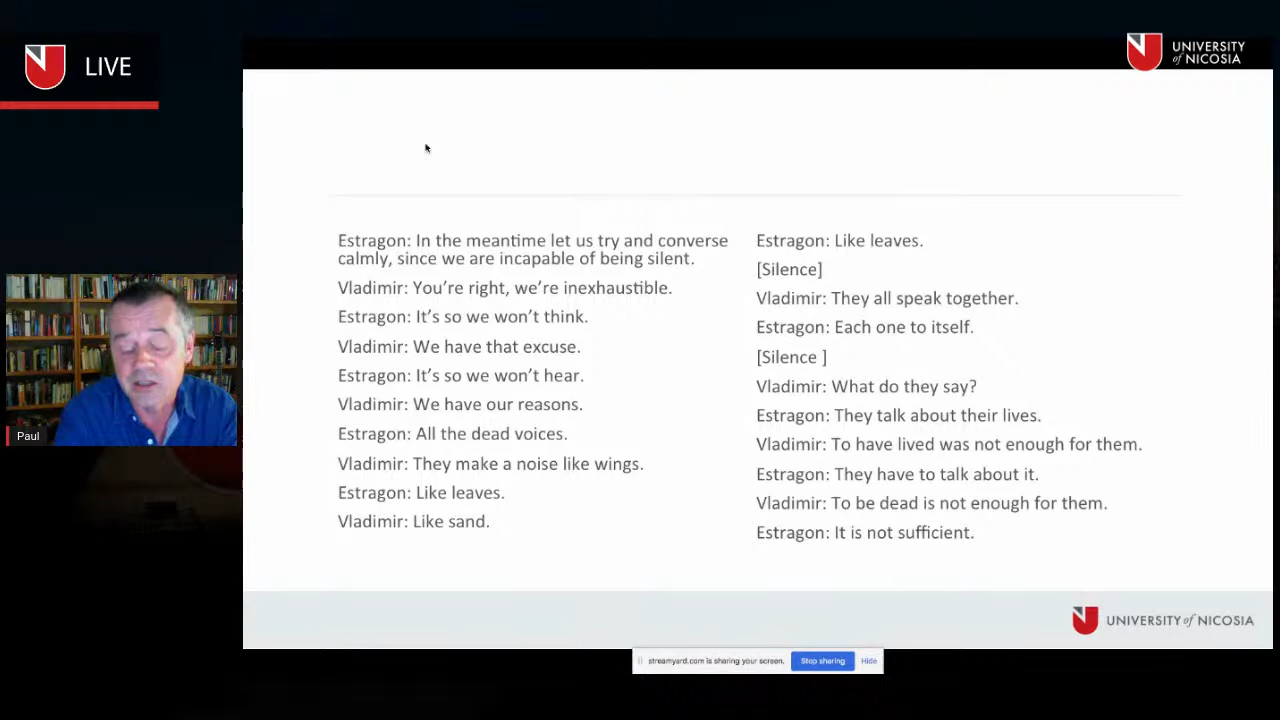 LIVE
UNIVERSITY
of NICOSIA
Estragon: In the meantime let us try and converse
calmly, since we are incapable of being silent.
Vladimir: You’re right, we’re inexhaustible.
Estragon: It’s so we won’t think.
Vladimir: We have that excuse.
Estragon: It’s so we won’t hear.
Vladimir: We have our reasons.
Estragon: All the dead voices.
Vladimir: They make a noise like wings.
Estragon: Like leaves.
Vladimir: Like sand.
Estragon: Like leaves.
[Silence]
Vladimir: They all speak together.
Estragon: Each one to itself.
[Silence ]
Vladimir: What do they say?
Estragon: They talk about their lives.
Vladimir: To have lived was not enough for them.
Estragon: They have to talk about it.
Vladimir: To be dead is not enough for them.
Estragon: It is not sufficient.
Paul
UNIVERSITY of NICOSIA
streamyard.com is sharing your screen. Stop sharing Hide